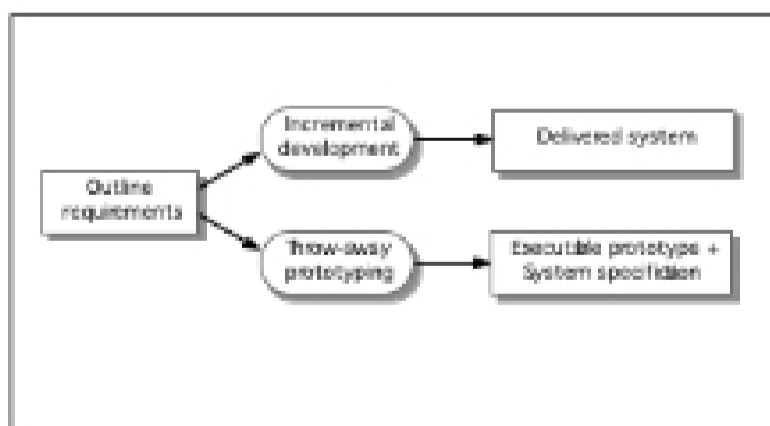 Outline
requirements
Incremental
development
Delivered system
Throw-away
prototyping
Executable prototype +
System specification